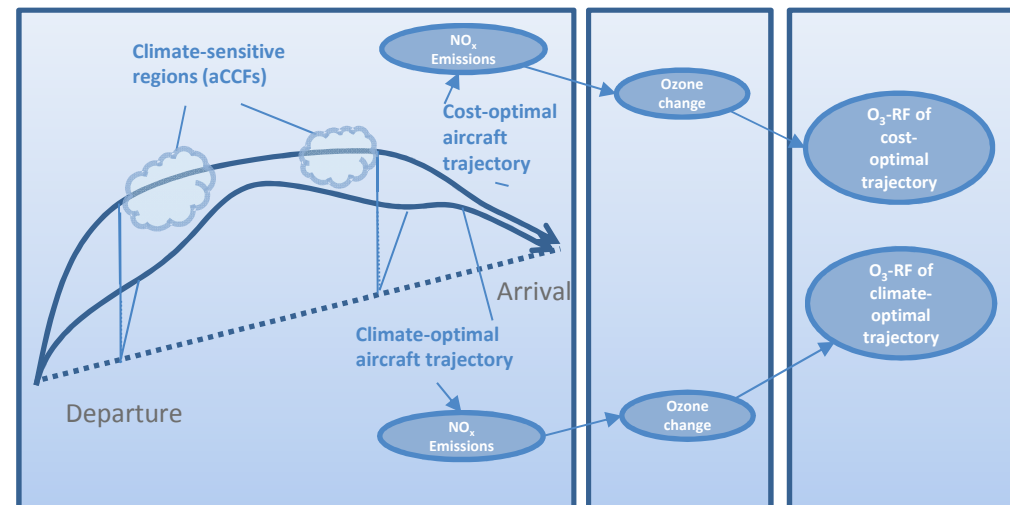 Climate-sensitive
regions (aCCFs)
NOₓ
Emissions
Cost-optimal
aircraft
trajectory
Arrival
Climate-optimal
aircraft trajectory
Departure
NOₓ
Emissions
Ozone
change
Ozone
change
O₃-RF of
cost-
optimal
trajectory
O₃-RF of
climate-
optimal
trajectory